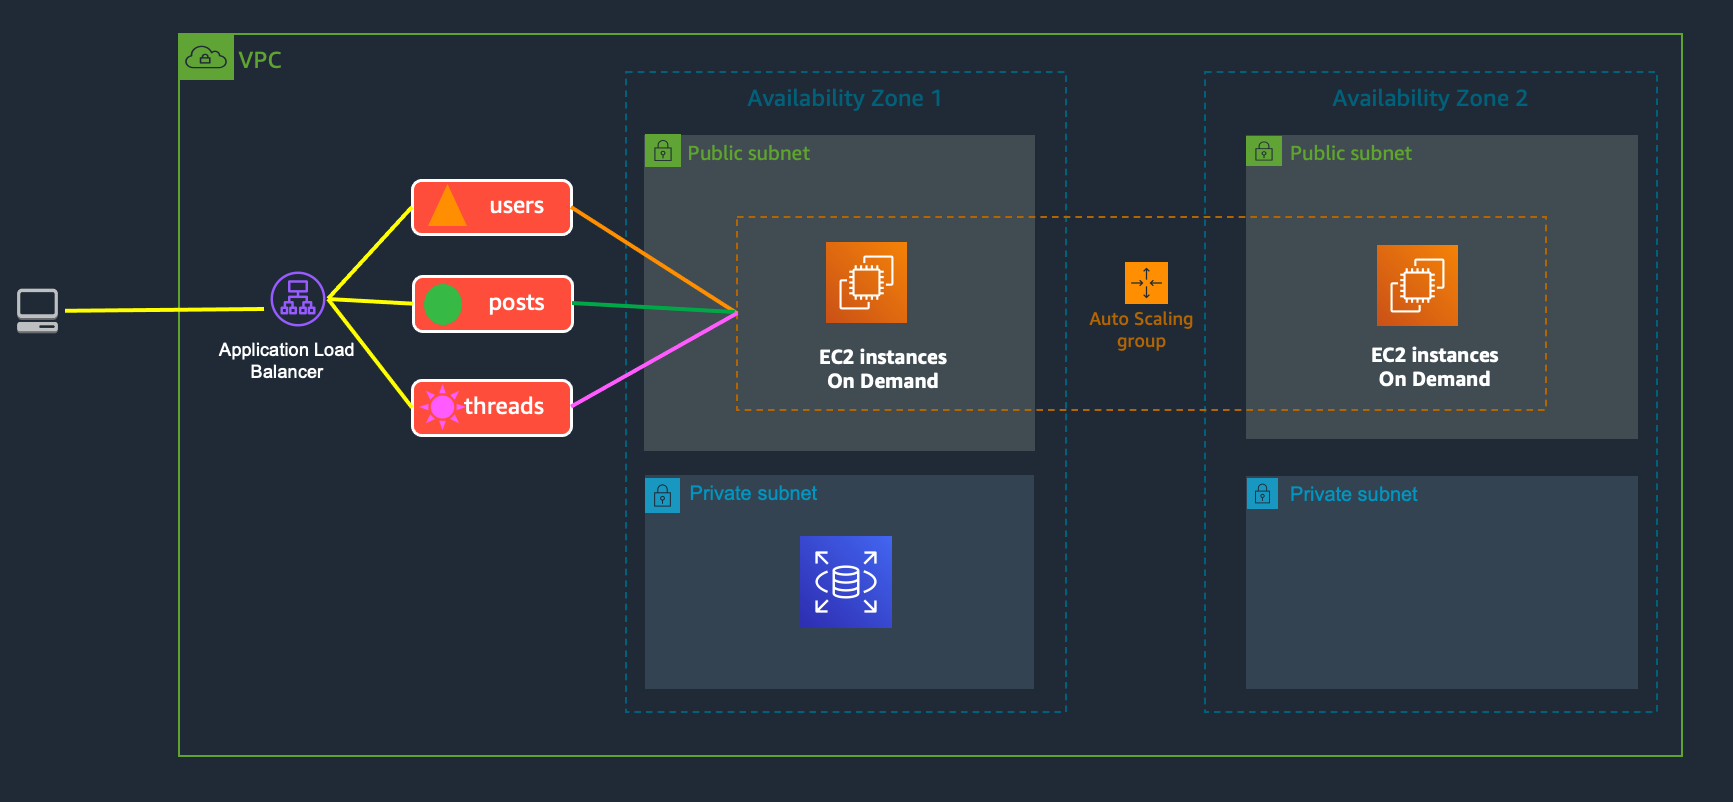 VPC
Availability Zone 1
Availability Zone 2
Public subnet
Public subnet
users
posts
threads
Application Load
Balancer
Auto Scaling
group
EC2 instances
On Demand
EC2 instances
On Demand
Private subnet
Private subnet